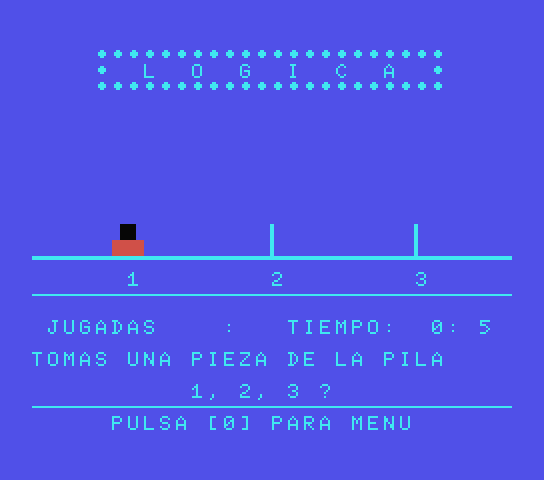 L O G I C A
1 2 3
JUGADAS : TIEMPO: 0: 5
TOMAS UNA PIEZA DE LA PILA
1, 2, 3 ?
PULSA [0] PARA MENU